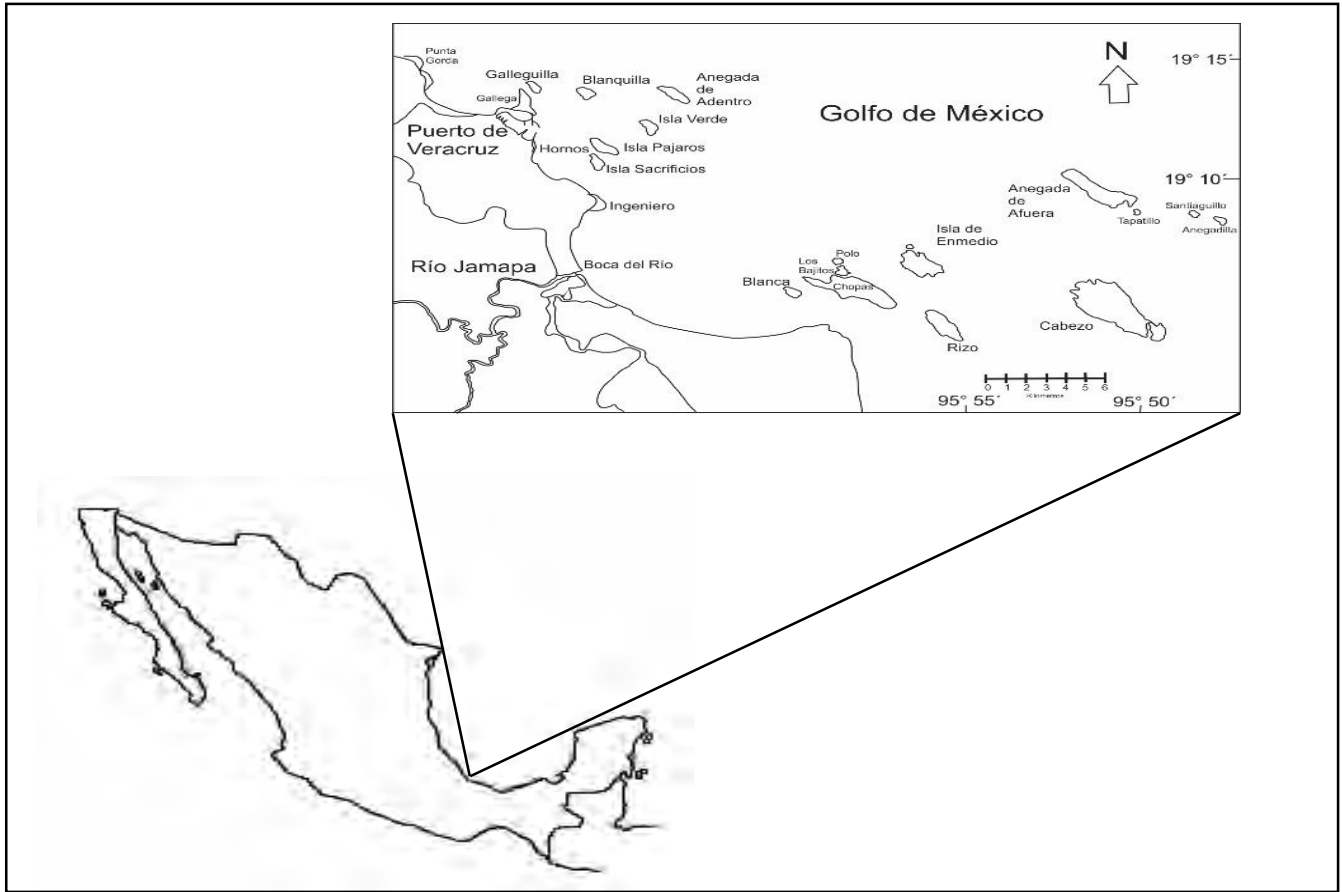 Punta
Gorda
Galleguilla
Blanquilla
Anegada
de
Adentro
N
19° 15´
Gallega
Golfo de México
Isla Verde
Puerto de
Veracruz
Hornos
Isla Pajaros
Isla Sacrificios
19° 10´
Anegada
de
Afuera
Santiaguillo
Tapatillo
Anegadilla
Ingeniero
Isla de
Enmedio
Polo
Los
Bajitos
Río Jamapa
Boca del Río
Blanca
Chopas
Cabezo
Rizo
0 1 2 3 4 5 6
Kilometros
95° 55´
95° 50´